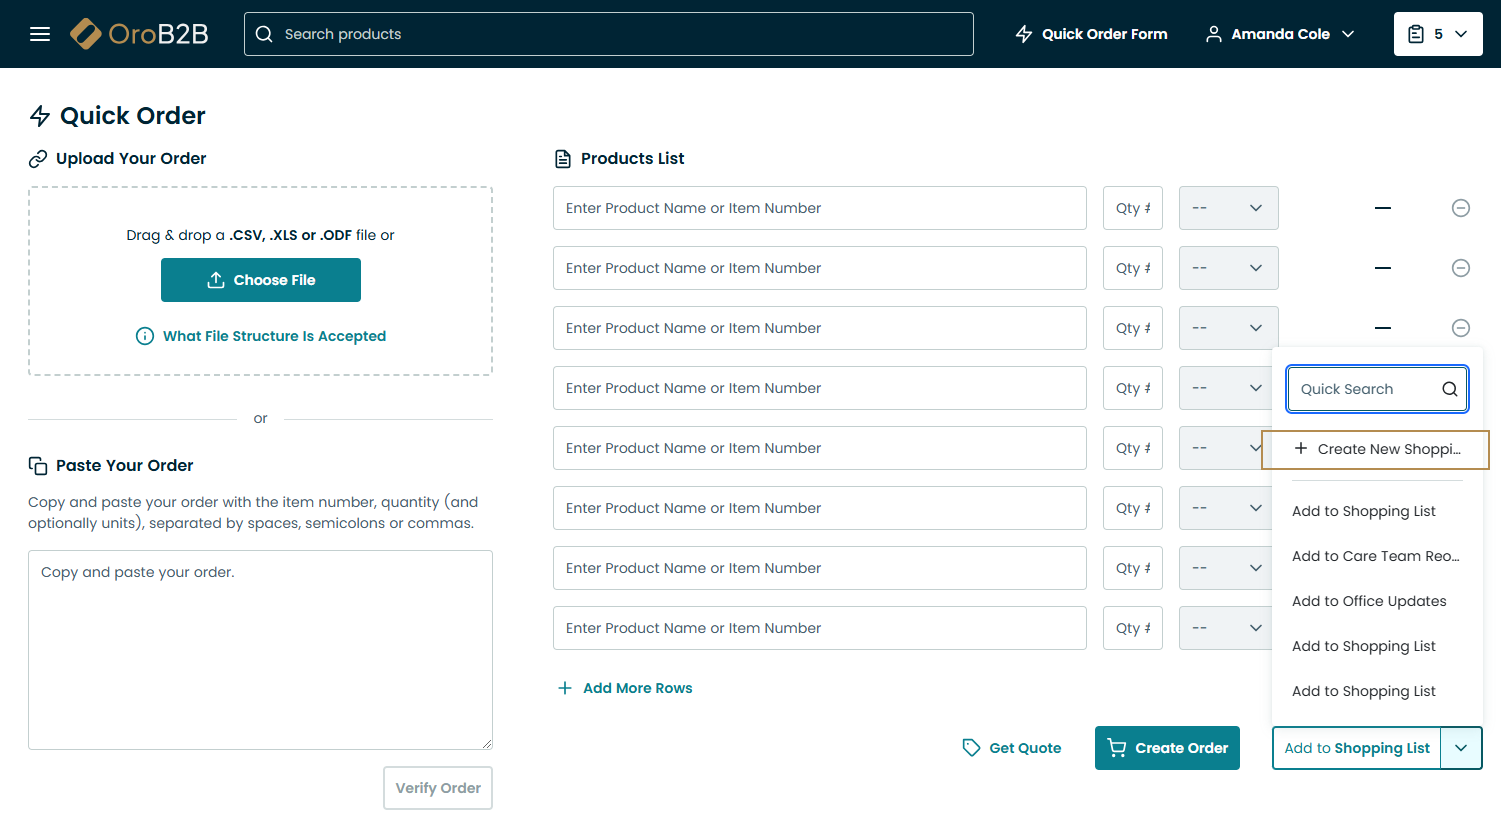 OroB2B
Search products
Quick Order Form
Amanda Cole
5
Quick Order
Upload Your Order
Drag & drop a .CSV, .XLS or .ODF file or
Choose File
What File Structure Is Accepted
or
Paste Your Order
Copy and paste your order with the item number, quantity (and
optionally units), separated by spaces, semicolons or commas.
Copy and paste your order.
Verify Order
Products List
Enter Product Name or Item Number Qty # --
Enter Product Name or Item Number Qty # --
Enter Product Name or Item Number Qty # --
Enter Product Name or Item Number Qty # --
Enter Product Name or Item Number Qty # --
Enter Product Name or Item Number Qty # --
Enter Product Name or Item Number Qty # --
Enter Product Name or Item Number Qty # --
Add More Rows
Quick Search
Create New Shoppi...
Add to Shopping List
Add to Care Team Reo...
Add to Office Updates
Add to Shopping List
Add to Shopping List
Get Quote
Create Order
Add to Shopping List